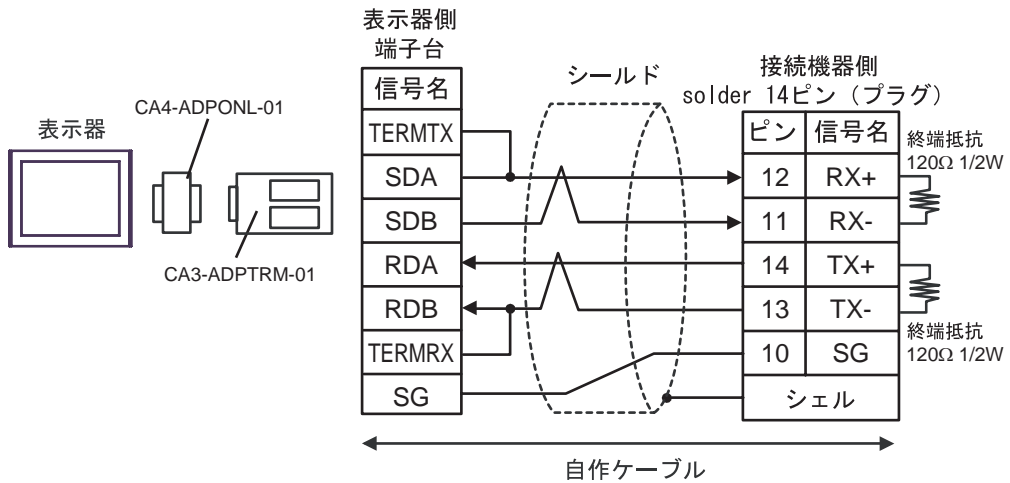 表示器
CA4-ADPONL-01
CA3-ADPTRM-01
表示器側
端子台
信号名
TERMTX
SDA
SDB
RDA
RDB
TERMRX
SG
シールド
接続機器側
solder 14ピン（プラグ）
ピン 信号名
12 RX+
11 RX-
14 TX+
13 TX-
10 SG
シェル
終端抵抗
120Ω 1/2W
終端抵抗
120Ω 1/2W
自作ケーブル